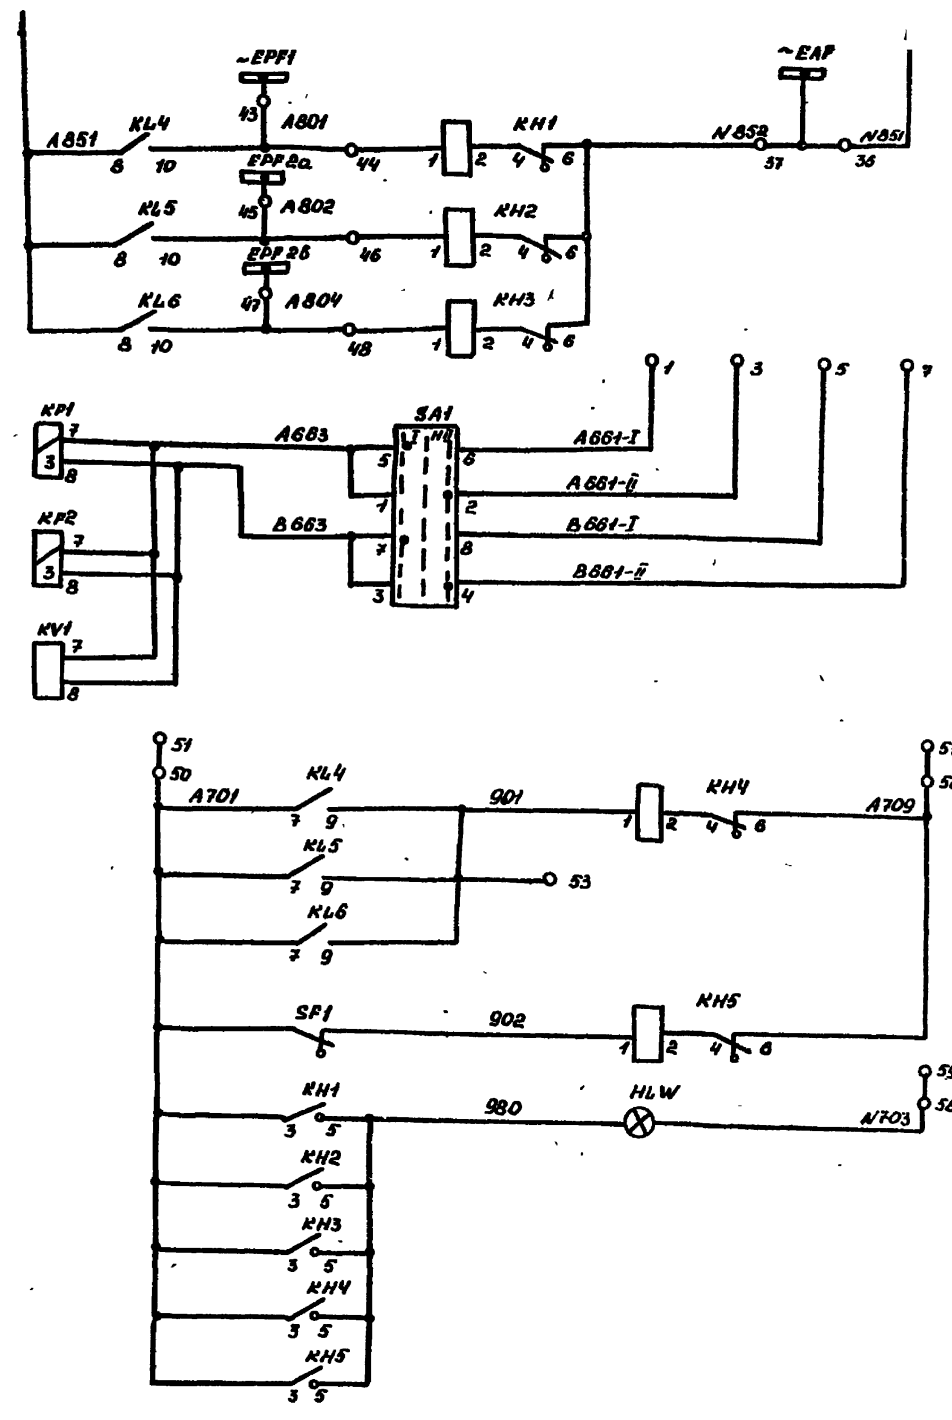 ~EPF1
~EAF
43
A851 KL4 A801 KH1 N852 N851
8 10 44 1 2 4 6 37
EPF2a
KL5 45 A802 KH2
8 10 46 1 2 4 6
EPF2б
KL6 47 A804 KH3
8 10 48 1 2 4 6
1 3 5 7
KP1 SA1
7 A663 I A661-I
3 8 5 6
A661-II
1 2
KP2 B663 B661-I
7 7 8
3 8 B661-II
3 4
KV1
7
8
51
50
A701 KL4 901 KH4 A709
7 9 1 2 4 6
KL5
7 9 53
KL6
7 9
SF1 902 KH5
1 2 4 6
KH1 980 HLW N703
3 5
KH2
3 5
KH3
3 5
KH4
3 5
KH5
3 5